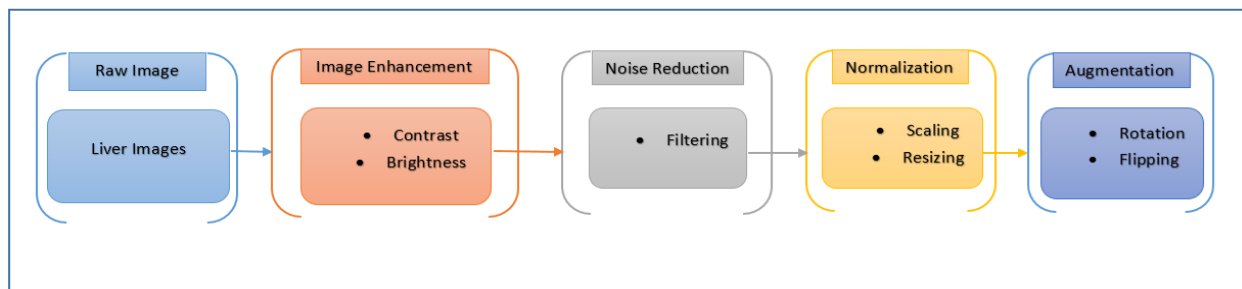 Raw Image
Liver Images
Image Enhancement
• Contrast
• Brightness
Noise Reduction
• Filtering
Normalization
• Scaling
• Resizing
Augmentation
• Rotation
• Flipping